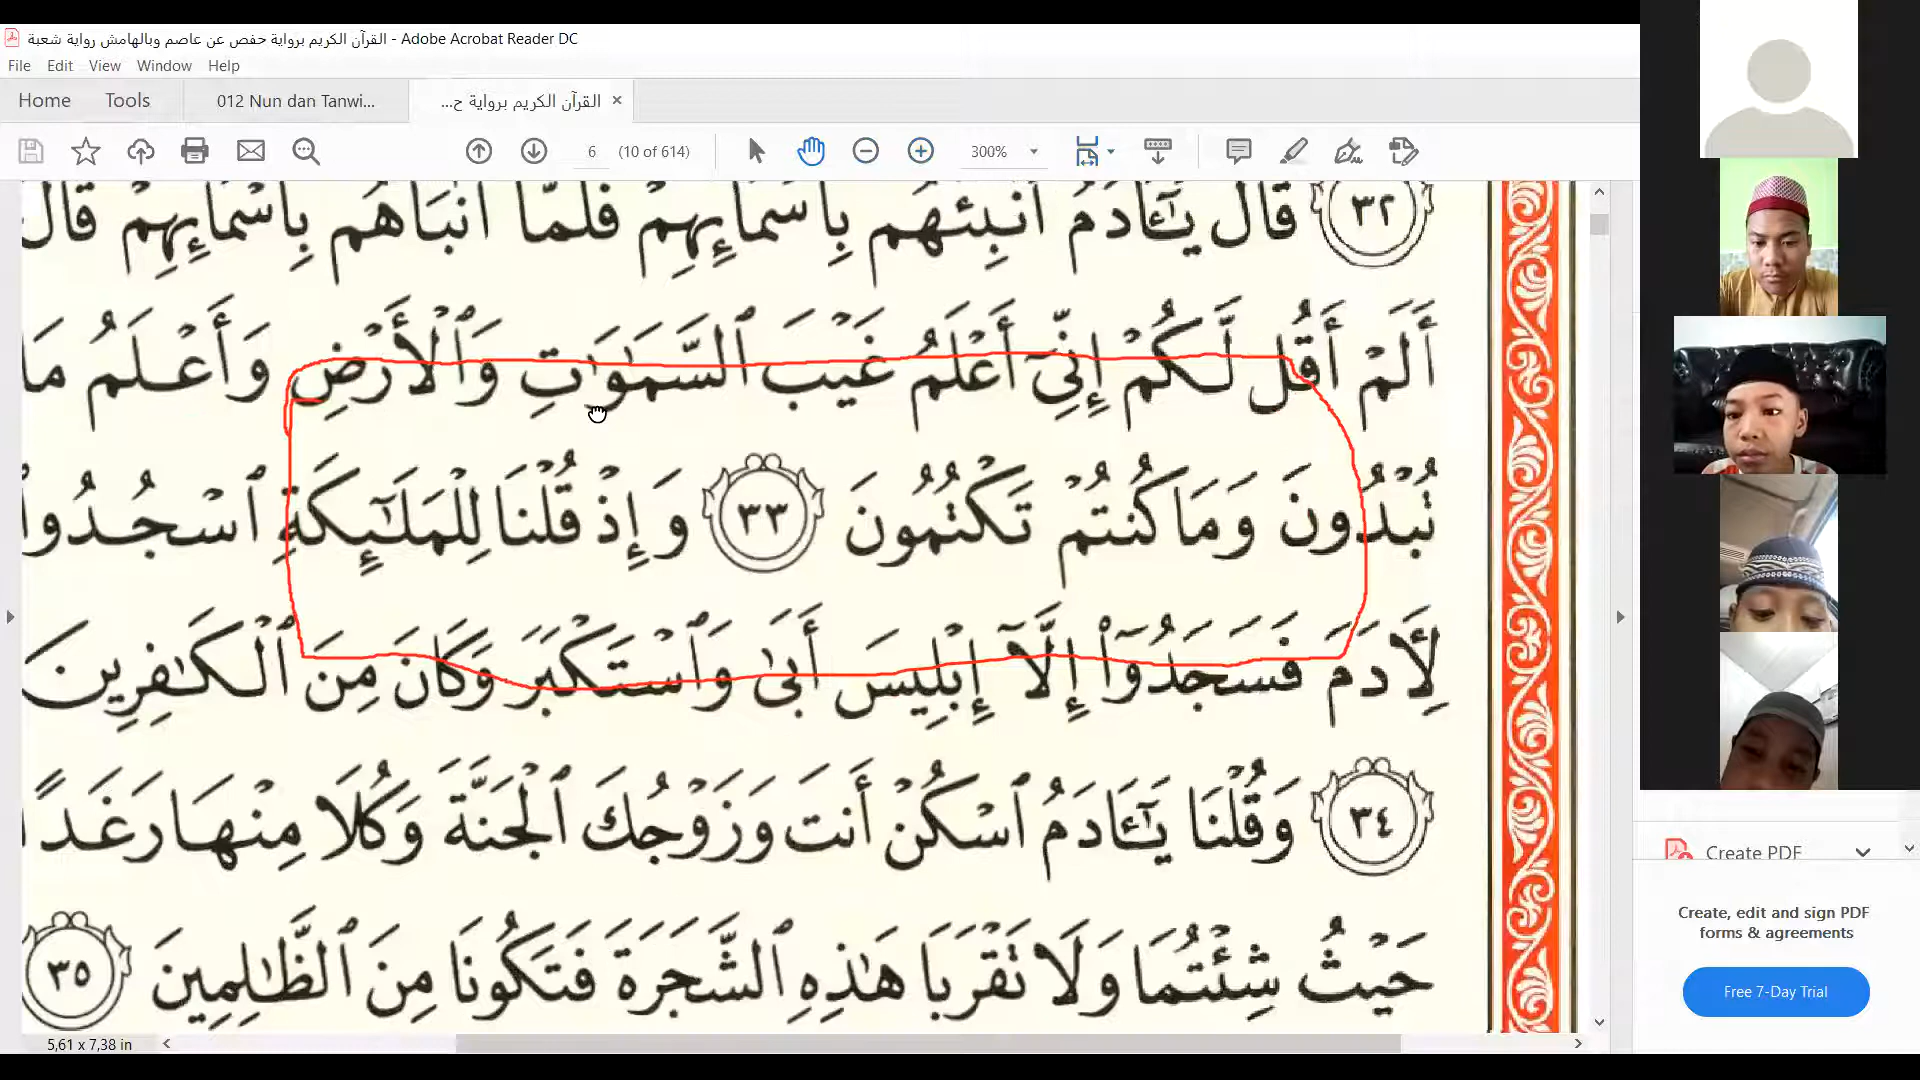 القرآن الكريم برواية حفص عن عاصم وبالهامش رواية شعبة - Adobe Acrobat Reader DC
File Edit View Window Help
Home Tools 012 Nun dan Tanwi... القرآن الكريم برواية ح...
6 (10 of 614) 300%
٣٢ قَالَ يَٰٓـَٔادَمُ أَنۢبِئْهُم بِأَسْمَآئِهِمْ فَلَمَّآ أَنۢبَأَهُم بِأَسْمَآئِهِمْ قَالَ
أَلَمْ أَقُل لَّكُمْ إِنِّىٓ أَعْلَمُ غَيْبَ ٱلسَّمَٰوَٰتِ وَٱلْأَرْضِ وَأَعْلَمُ مَا
تُبْدُونَ وَمَا كُنتُمْ تَكْتُمُونَ ٣٣ وَإِذْ قُلْنَا لِلْمَلَٰٓئِكَةِ ٱسْجُدُوا۟
لِـَٔادَمَ فَسَجَدُوٓا۟ إِلَّآ إِبْلِيسَ أَبَىٰ وَٱسْتَكْبَرَ وَكَانَ مِنَ ٱلْكَٰفِرِينَ
٣٤ وَقُلْنَا يَٰٓـَٔادَمُ ٱسْكُنْ أَنتَ وَزَوْجُكَ ٱلْجَنَّةَ وَكُلَا مِنْهَا رَغَدًا
حَيْثُ شِئْتُمَا وَلَا تَقْرَبَا هَٰذِهِ ٱلشَّجَرَةَ فَتَكُونَا مِنَ ٱلظَّٰلِمِينَ ٣٥
5,61 x 7,38 in
Create PDF
Create, edit and sign PDF
forms & agreements
Free 7-Day Trial